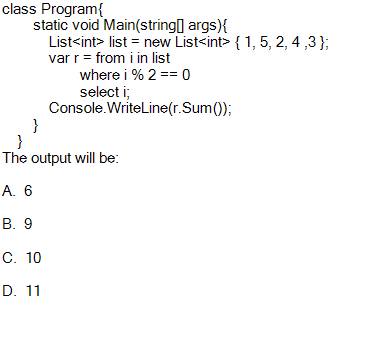 class Program{
static void Main(string[] args){
List<int> list = new List<int> { 1, 5, 2, 4 ,3 };
var r = from i in list
where i % 2 == 0
select i;
Console.WriteLine(r.Sum());
}
}
The output will be:
A. 6
B. 9
C. 10
D. 11